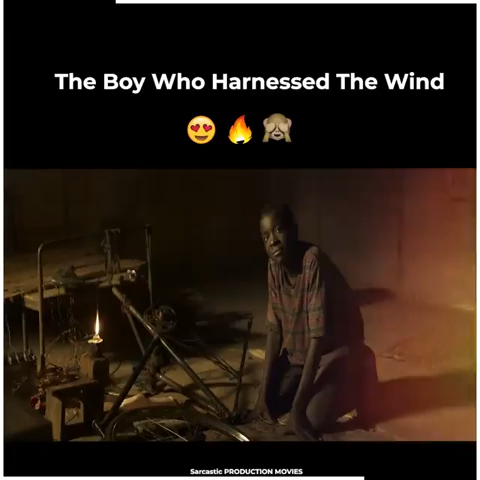 The Boy Who Harnessed The Wind
😍 🔥 🙈
Sarcastic PRODUCTION MOVIES